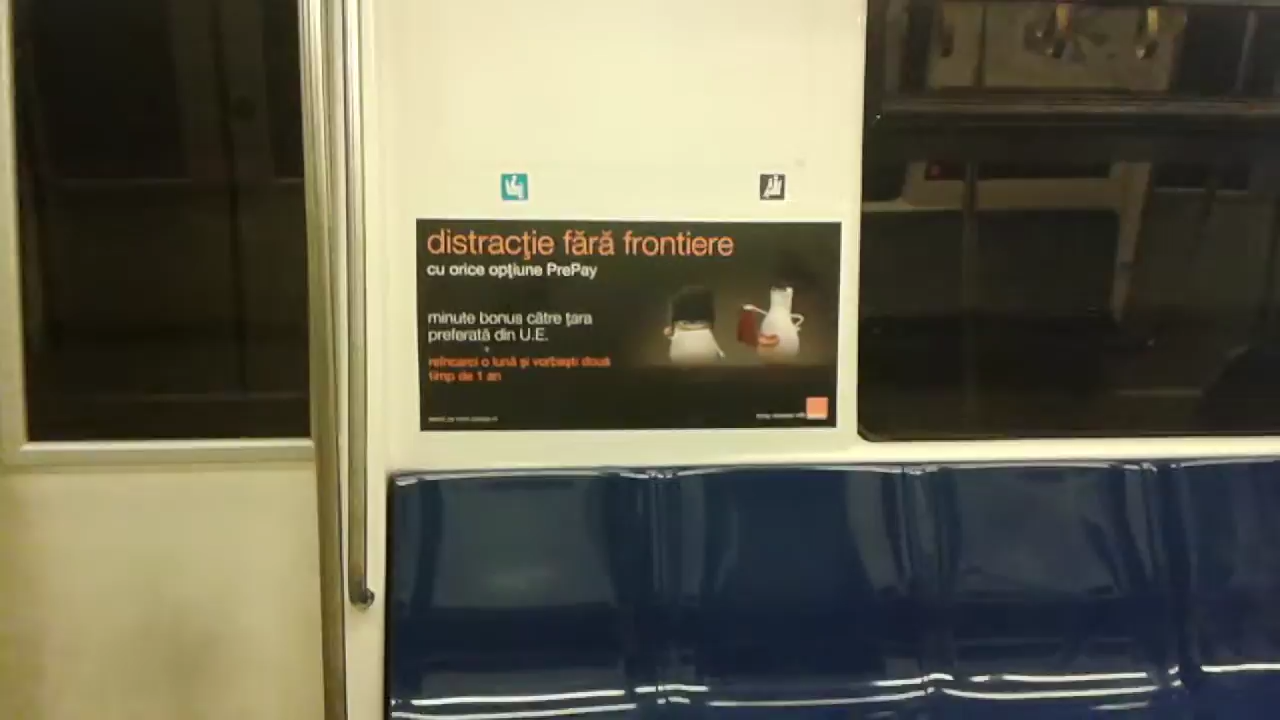 distracţie fără frontiere
cu orice opţiune PrePay
minute bonus către ţara
preferată din U.E.
reîncarci o lună şi vorbeşti două
timp de 1 an